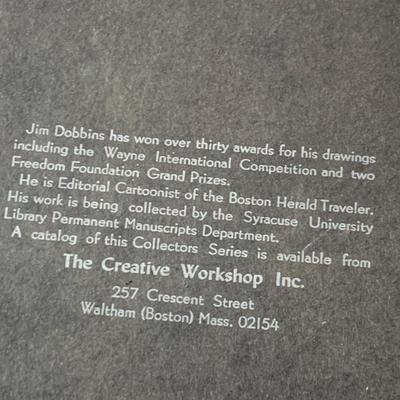 Jim Dobbins has won over thirty awards for his drawings
including the Wayne International Competition and two
Freedom Foundation Grand Prizes.
He is Editorial Cartoonist of the Boston Herald Traveler.
His work is being collected by the Syracuse University
Library Permanent Manuscripts Department.
A catalog of this Collectors Series is available from
The Creative Workshop Inc.
257 Crescent Street
Waltham (Boston) Mass. 02154